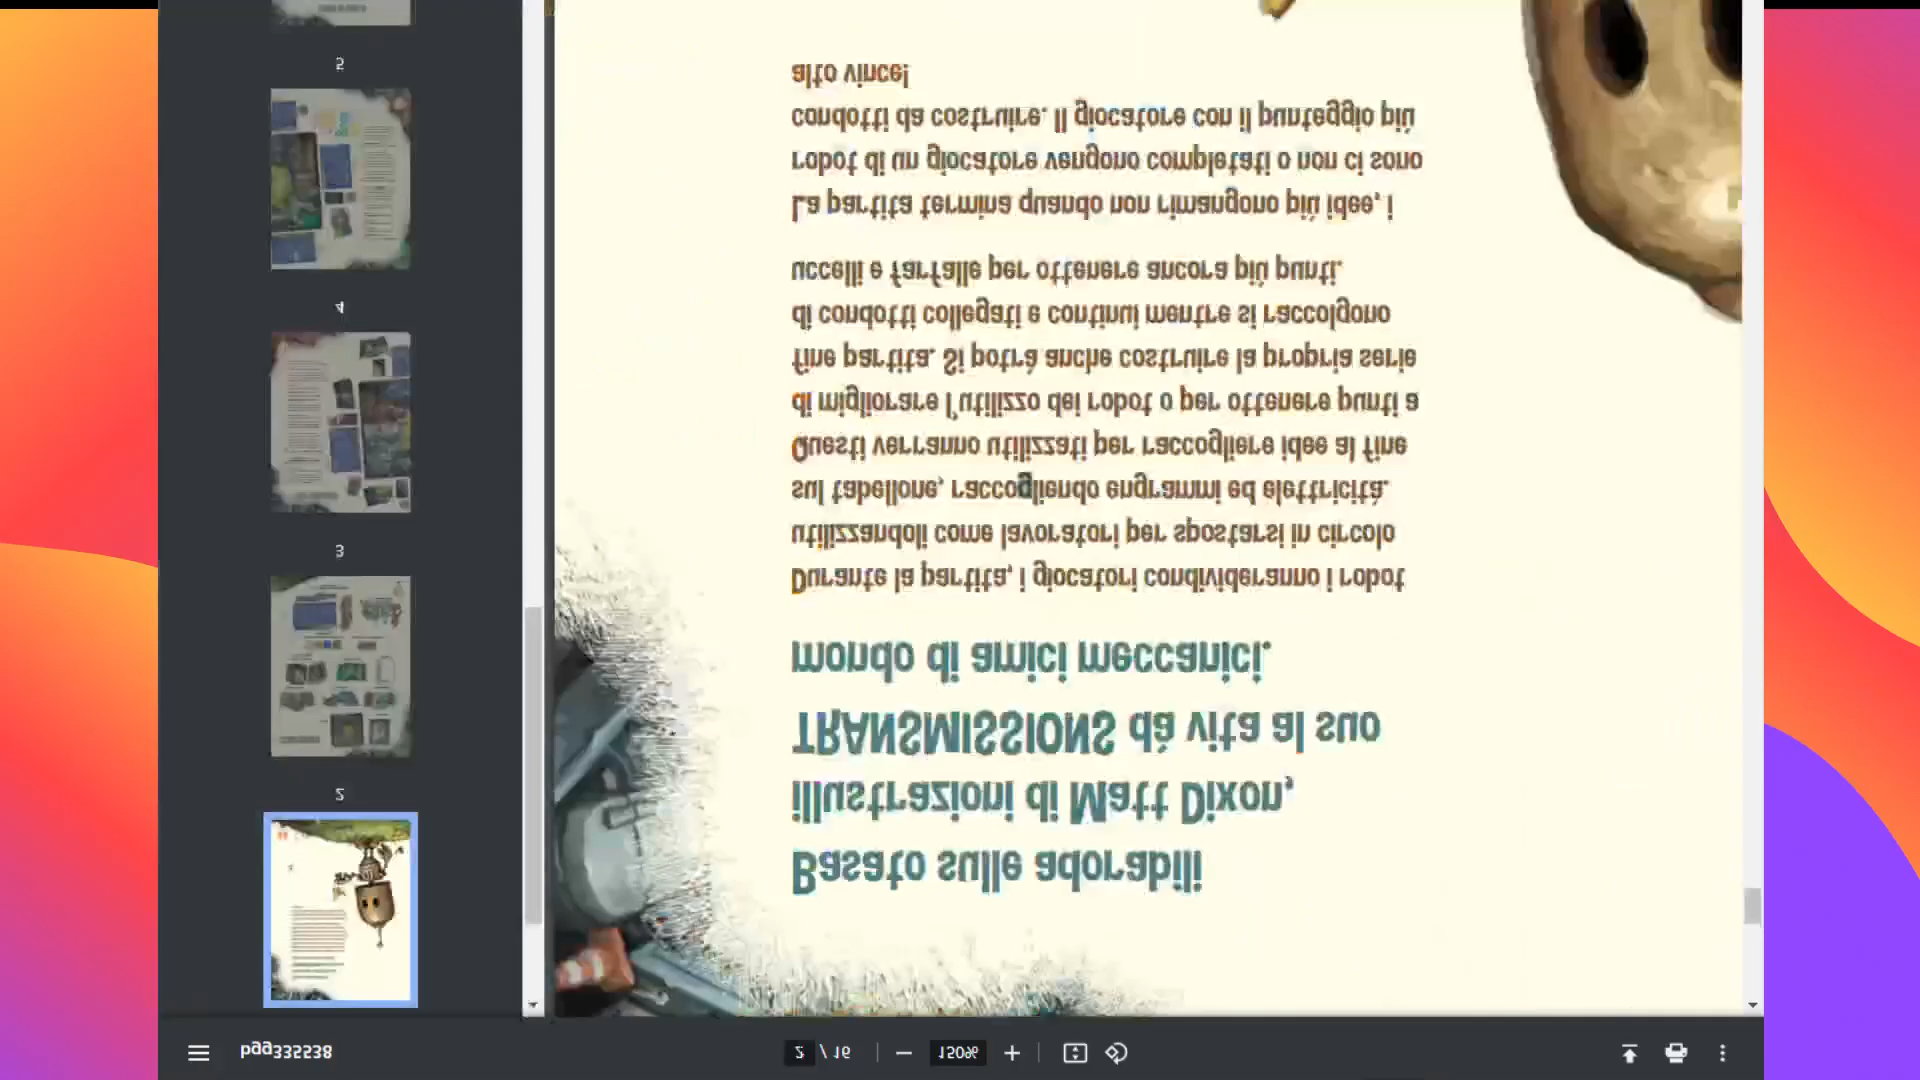 pgg335538
2 / 16
150%
Basato sulle adorabili
illustrazioni di Matt Dixon,
TRANSMISSIONS dà vita al suo
mondo di amici meccanici.
Durante la partita, i giocatori condivideranno i robot
utilizzandoli come lavoratori per spostarsi in circolo
sul tabellone, raccogliendo engrammi ed elettricità.
Questi verranno utilizzati per raccogliere idee al fine
di migliorare l'utilizzo dei robot o per ottenere punti a
fine partita. Si potrà anche costruire la propria serie
di condotti collegati e continui mentre si raccolgono
uccelli e farfalle per ottenere ancora più punti.
La partita termina quando non rimangono più idee, i
robot di un giocatore vengono completati o non ci sono
condotti da costruire. Il giocatore con il punteggio più
alto vince!
2
3
4
5